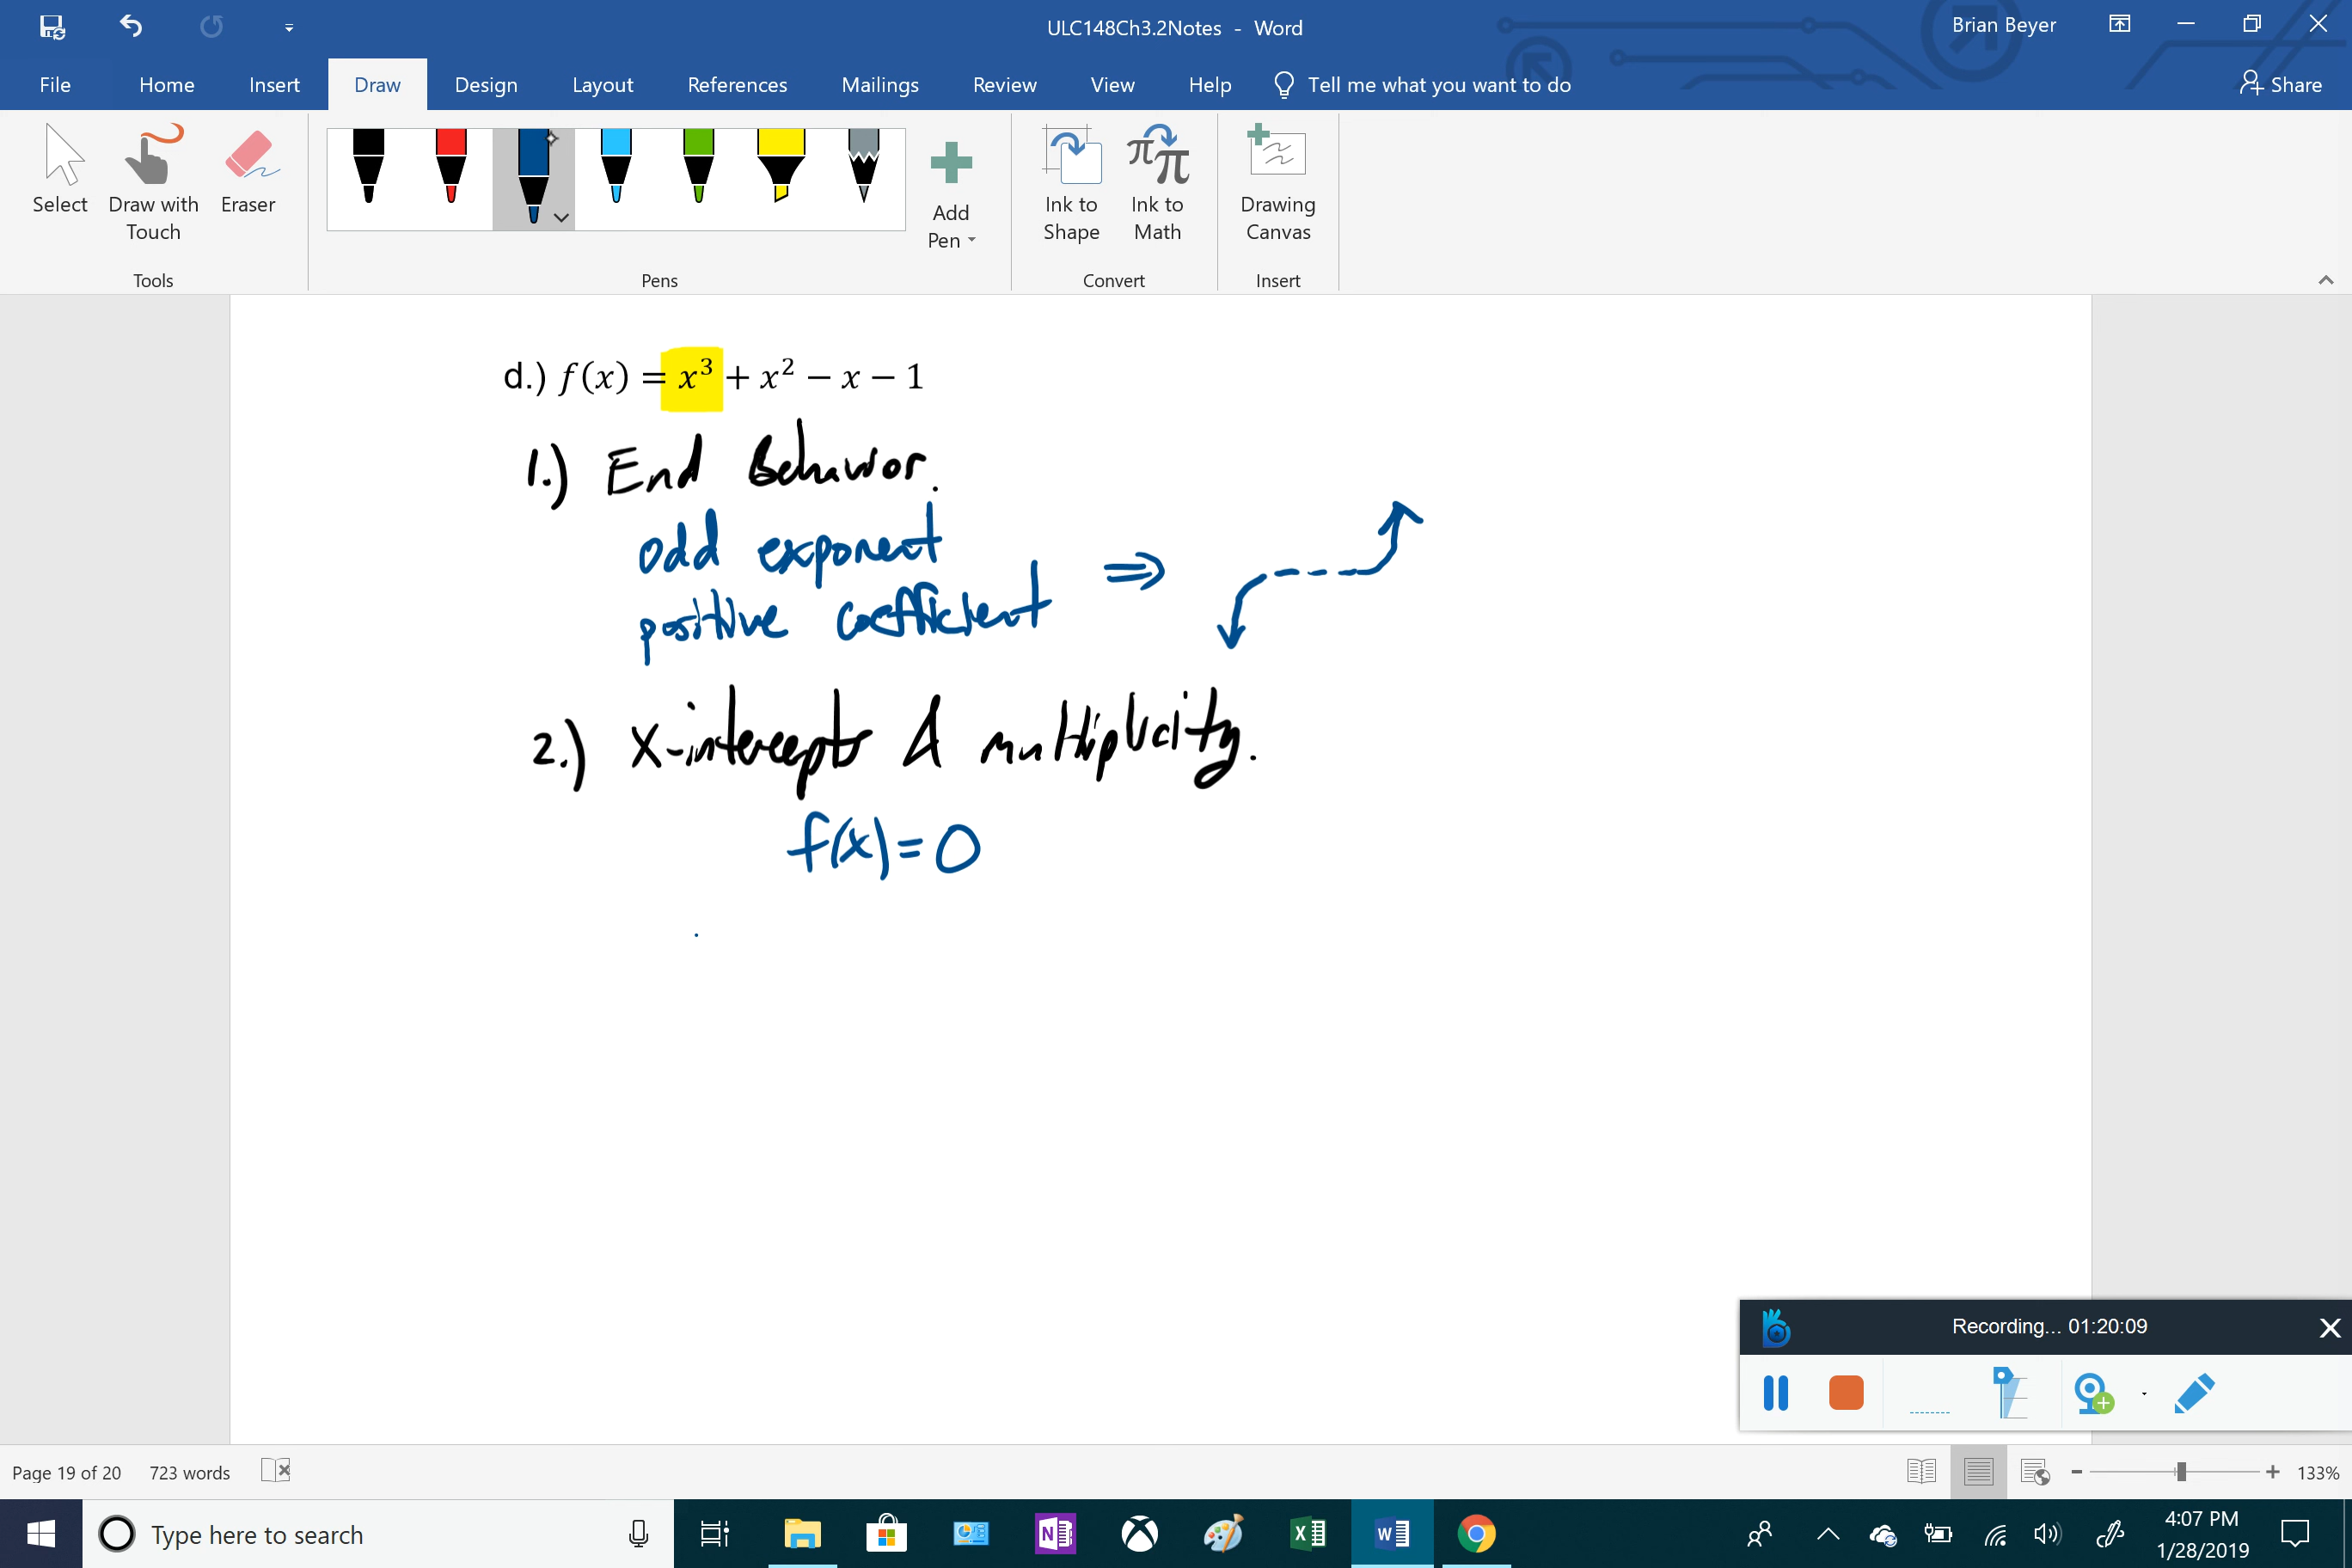 ULC148Ch3.2Notes - Word
Brian Beyer
File Home Insert Draw Design Layout References Mailings Review View Help Tell me what you want to do Share
Select
Draw with Touch
Eraser
Add Pen
Ink to Shape
Ink to Math
Drawing Canvas
Tools
Pens
Convert
Insert
d.) f(x) = x³ + x² − x − 1
1.) End Behavior.
odd exponent
positive coefficient ⇒
2.) x-intercepts & multiplicity.
f(x)=0
Recording... 01:20:09
Page 19 of 20 723 words
133%
Type here to search
4:07 PM
1/28/2019